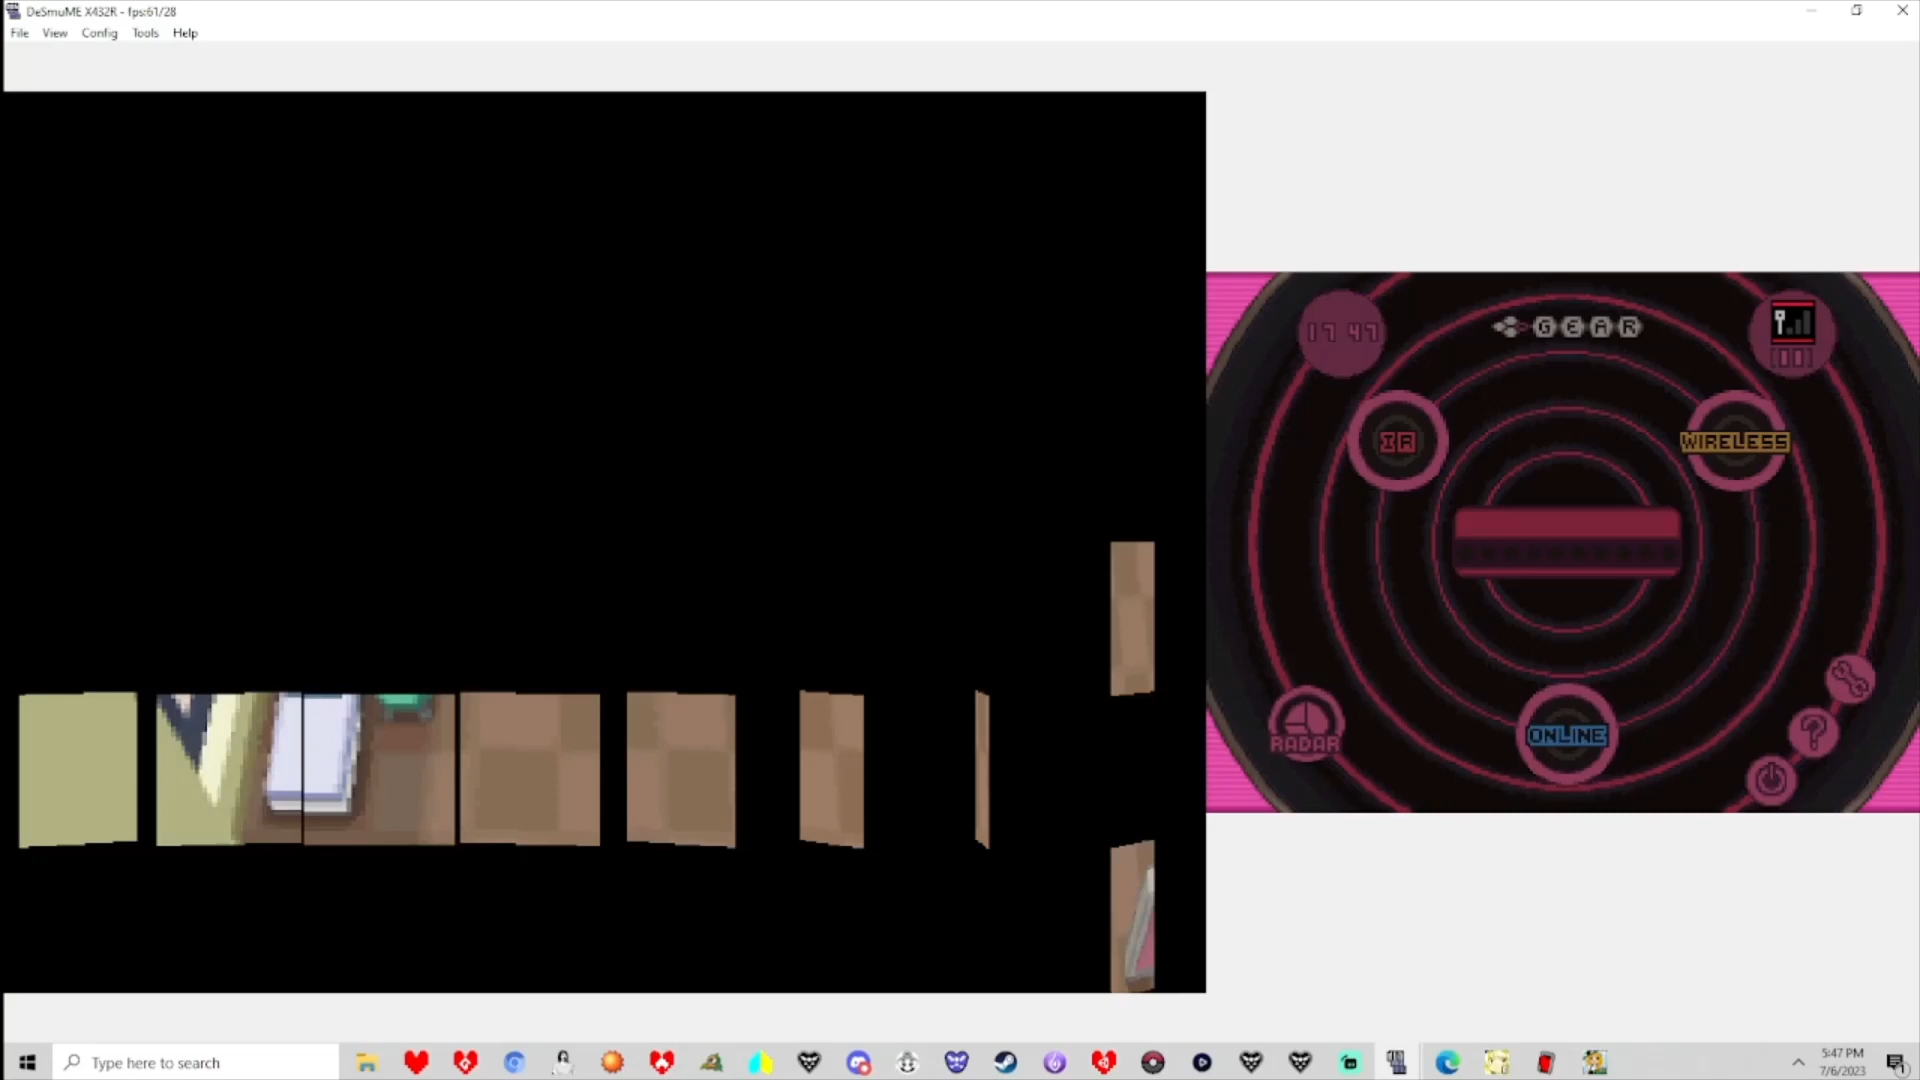 DeSmuME X432R - fps:61/28
File View Config Tools Help
17 47
GEAR
IR
WIRELESS
RADAR
ONLINE
?
Type here to search
5:47 PM
7/6/2023
1